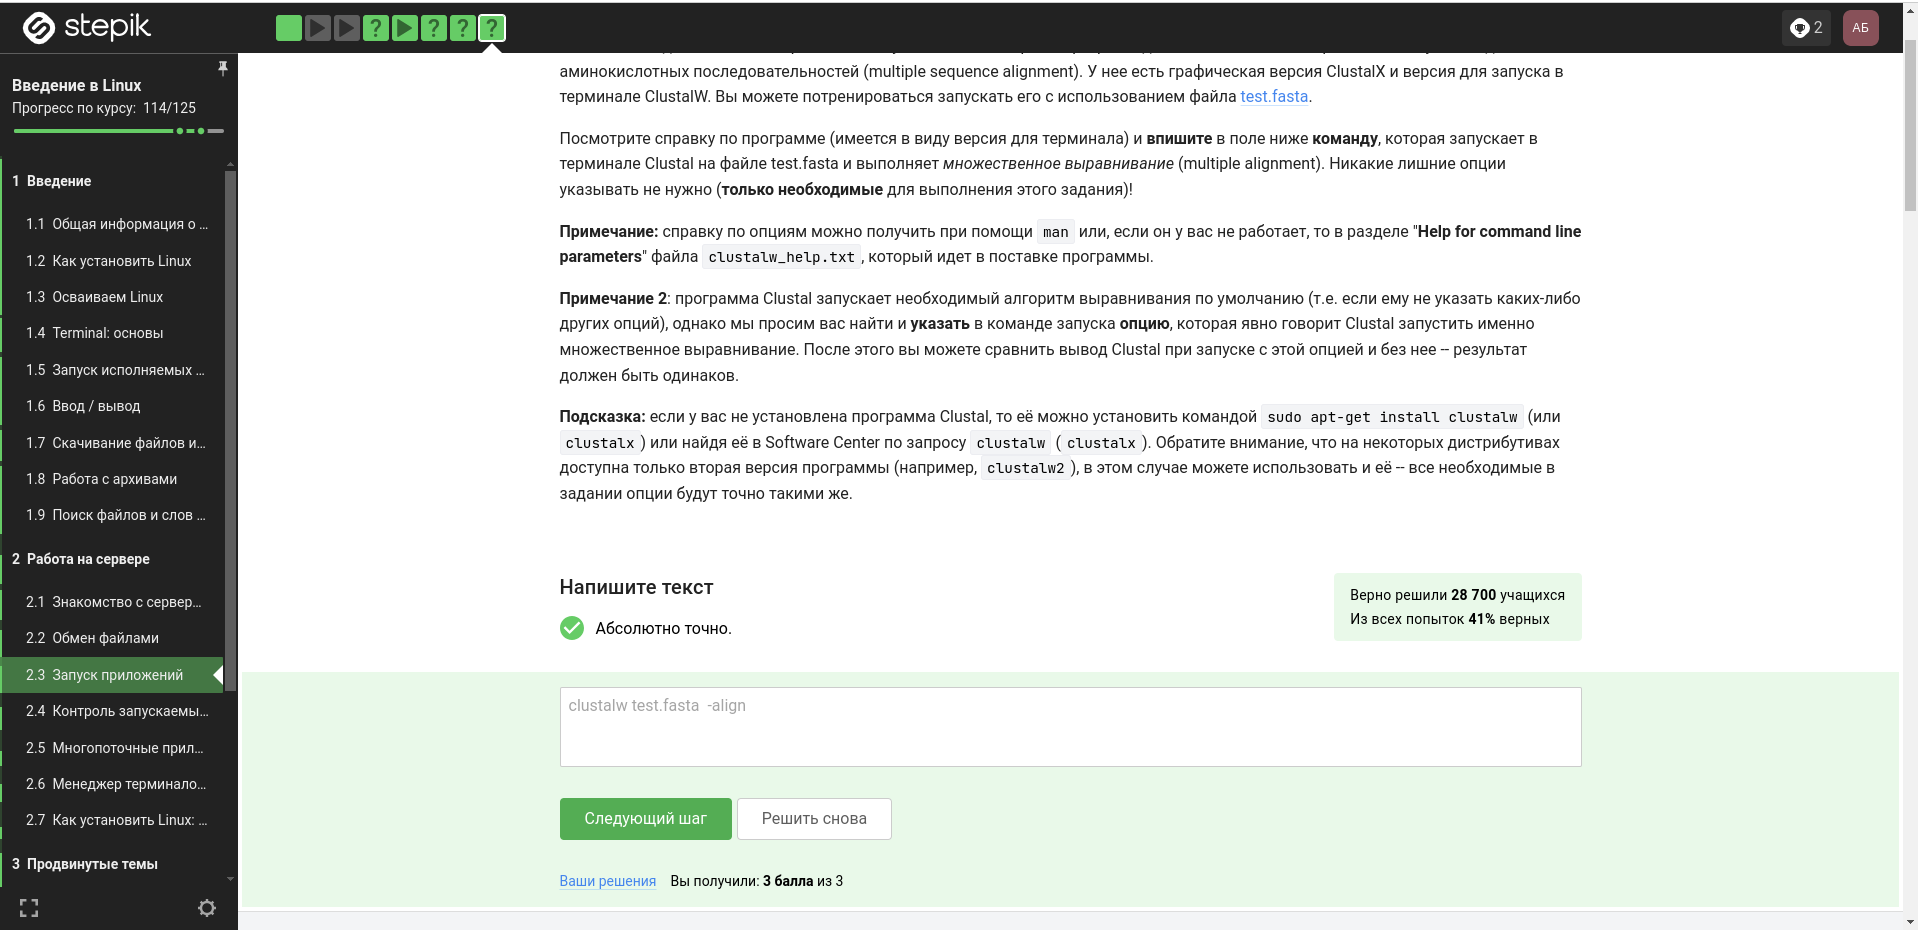 stepik
? ? ? ?
2
АБ
Введение в Linux
Прогресс по курсу: 114/125
1 Введение
1.1 Общая информация о ...
1.2 Как установить Linux
1.3 Осваиваем Linux
1.4 Terminal: основы
1.5 Запуск исполняемых ...
1.6 Ввод / вывод
1.7 Скачивание файлов и...
1.8 Работа с архивами
1.9 Поиск файлов и слов ...
2 Работа на сервере
2.1 Знакомство с сервер...
2.2 Обмен файлами
2.3 Запуск приложений
2.4 Контроль запускаемы...
2.5 Многопоточные прил...
2.6 Менеджер терминало...
2.7 Как установить Linux: ...
3 Продвинутые темы
аминокислотных последовательностей (multiple sequence alignment). У нее есть графическая версия ClustalX и версия для запуска в
терминале ClustalW. Вы можете потренироваться запускать его с использованием файла test.fasta.
Посмотрите справку по программе (имеется в виду версия для терминала) и впишите в поле ниже команду, которая запускает в
терминале Clustal на файле test.fasta и выполняет множественное выравнивание (multiple alignment). Никакие лишние опции
указывать не нужно (только необходимые для выполнения этого задания)!
Примечание: справку по опциям можно получить при помощи man или, если он у вас не работает, то в разделе "Help for command line
parameters" файла clustalw_help.txt, который идет в поставке программы.
Примечание 2: программа Clustal запускает необходимый алгоритм выравнивания по умолчанию (т.е. если ему не указать каких-либо
других опций), однако мы просим вас найти и указать в команде запуска опцию, которая явно говорит Clustal запустить именно
множественное выравнивание. После этого вы можете сравнить вывод Clustal при запуске с этой опцией и без нее -- результат
должен быть одинаков.
Подсказка: если у вас не установлена программа Clustal, то её можно установить командой sudo apt-get install clustalw (или
clustalx) или найдя её в Software Center по запросу clustalw (clustalx). Обратите внимание, что на некоторых дистрибутивах
доступна только вторая версия программы (например, clustalw2), в этом случае можете использовать и её -- все необходимые в
задании опции будут точно такими же.
Напишите текст
Абсолютно точно.
Верно решили 28 700 учащихся
Из всех попыток 41% верных
clustalw test.fasta  -align
Следующий шаг
Решить снова
Ваши решения Вы получили: 3 балла из 3